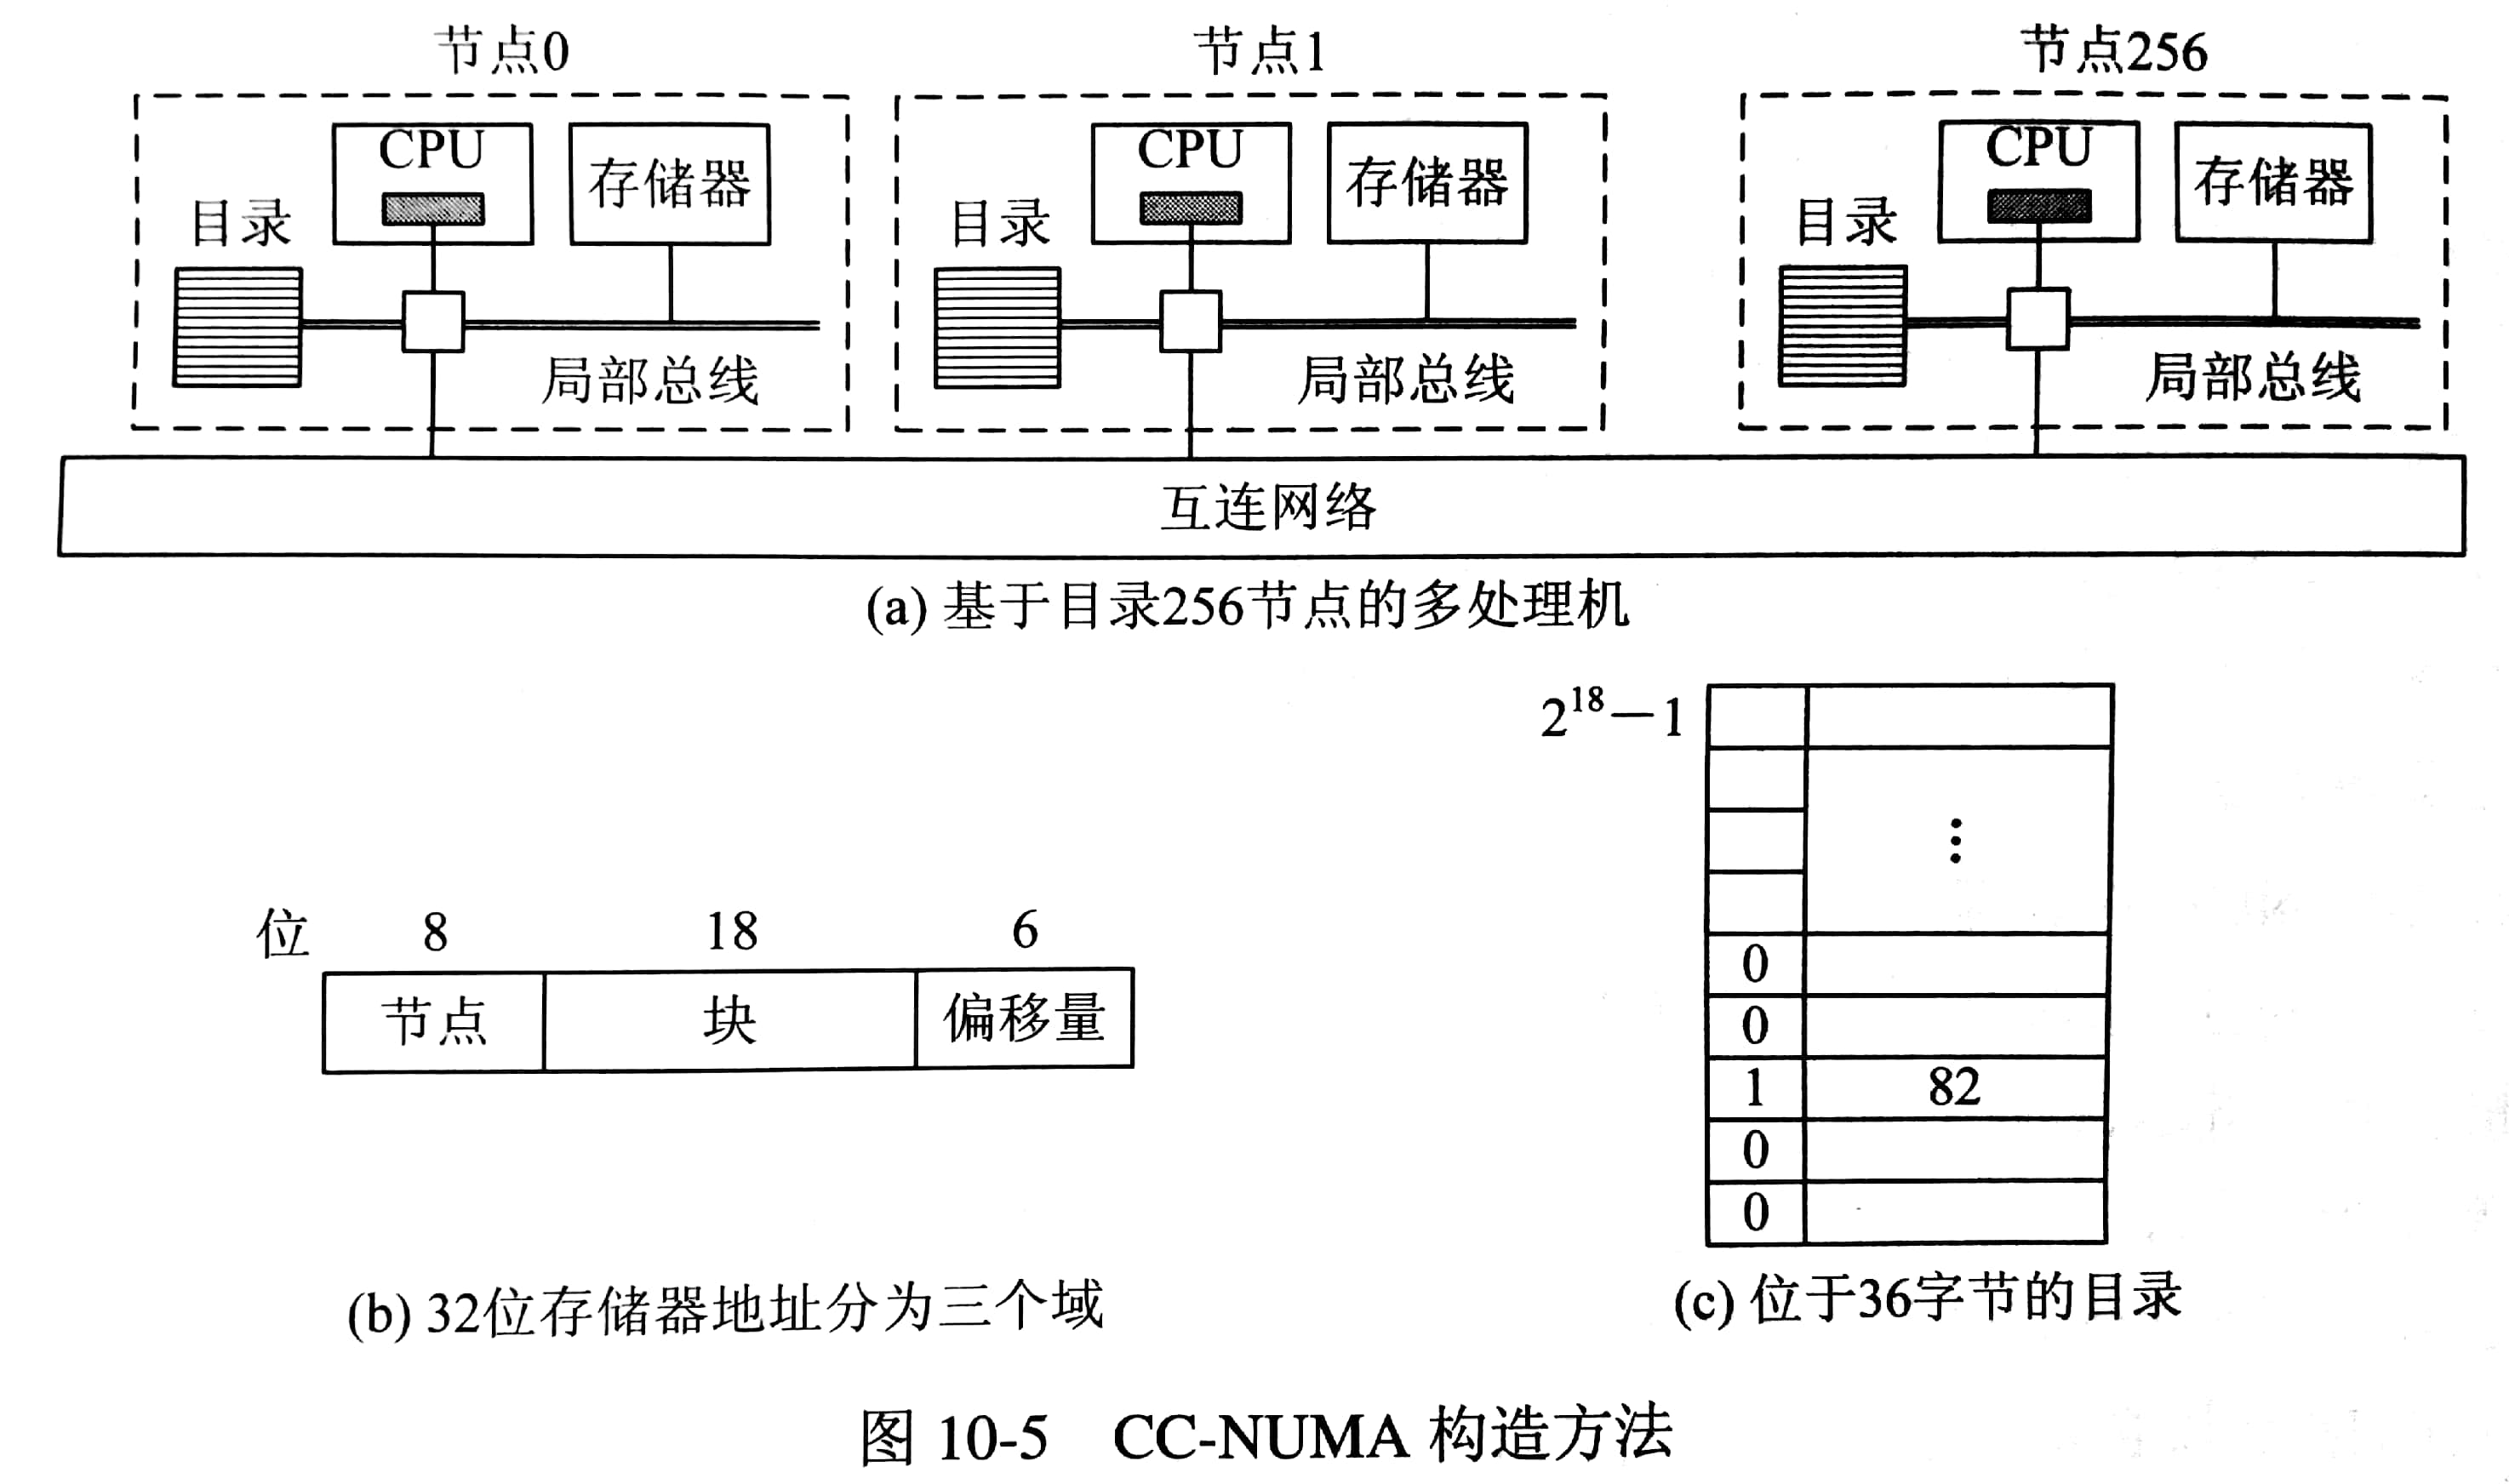 节点0 节点1 节点256
CPU 存储器 CPU 存储器 CPU 存储器
目录 目录 目录
局部总线 局部总线 局部总线
互连网络
(a) 基于目录256节点的多处理机
位 8 18 6
节点 块 偏移量
(b) 32位存储器地址分为三个域
2¹⁸−1
⋮
0
0
1 82
0
0
(c) 位于36字节的目录
图 10-5 CC-NUMA 构造方法